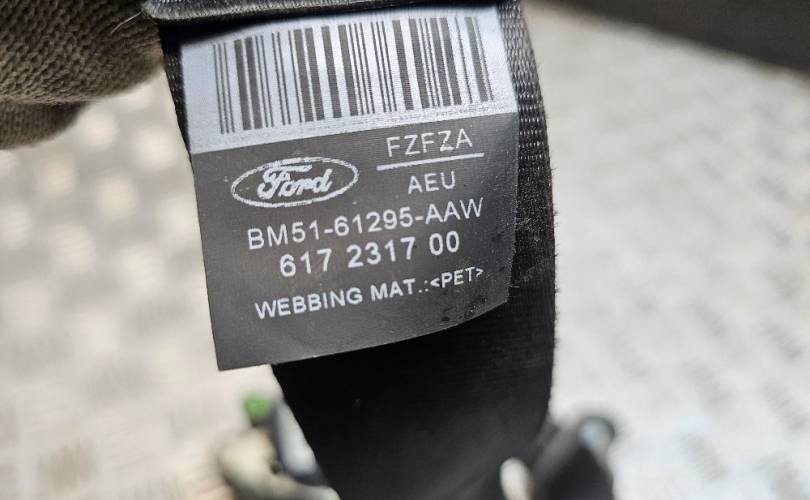 FZFZA
Ford
AEU
BM51-61295-AAW
617 2317 00
WEBBING MAT.:<PET>